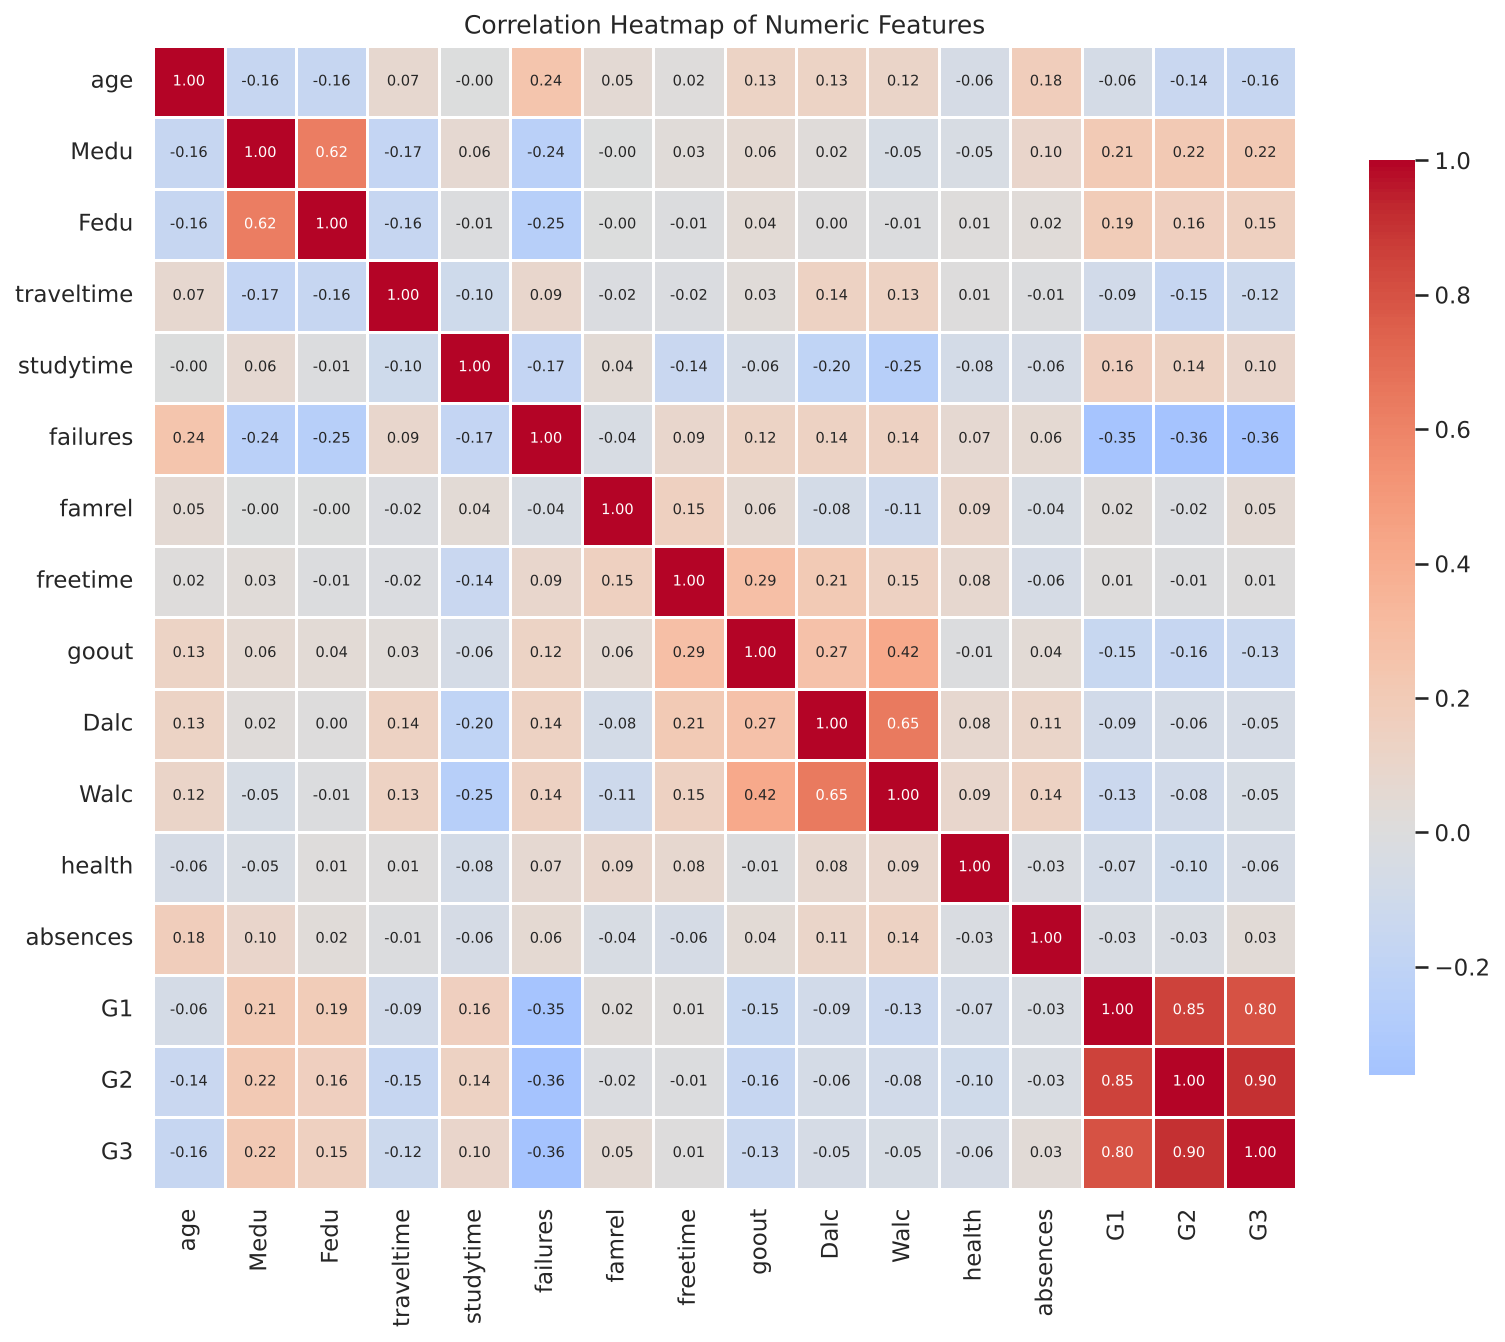 Correlation Heatmap of Numeric Features
age 1.00 -0.16 -0.16 0.07 -0.00 0.24 0.05 0.02 0.13 0.13 0.12 -0.06 0.18 -0.06 -0.14 -0.16
Medu -0.16 1.00 0.62 -0.17 0.06 -0.24 -0.00 0.03 0.06 0.02 -0.05 -0.05 0.10 0.21 0.22 0.22
Fedu -0.16 0.62 1.00 -0.16 -0.01 -0.25 -0.00 -0.01 0.04 0.00 -0.01 0.01 0.02 0.19 0.16 0.15
traveltime 0.07 -0.17 -0.16 1.00 -0.10 0.09 -0.02 -0.02 0.03 0.14 0.13 0.01 -0.01 -0.09 -0.15 -0.12
studytime -0.00 0.06 -0.01 -0.10 1.00 -0.17 0.04 -0.14 -0.06 -0.20 -0.25 -0.08 -0.06 0.16 0.14 0.10
failures 0.24 -0.24 -0.25 0.09 -0.17 1.00 -0.04 0.09 0.12 0.14 0.14 0.07 0.06 -0.35 -0.36 -0.36
famrel 0.05 -0.00 -0.00 -0.02 0.04 -0.04 1.00 0.15 0.06 -0.08 -0.11 0.09 -0.04 0.02 -0.02 0.05
freetime 0.02 0.03 -0.01 -0.02 -0.14 0.09 0.15 1.00 0.29 0.21 0.15 0.08 -0.06 0.01 -0.01 0.01
goout 0.13 0.06 0.04 0.03 -0.06 0.12 0.06 0.29 1.00 0.27 0.42 -0.01 0.04 -0.15 -0.16 -0.13
Dalc 0.13 0.02 0.00 0.14 -0.20 0.14 -0.08 0.21 0.27 1.00 0.65 0.08 0.11 -0.09 -0.06 -0.05
Walc 0.12 -0.05 -0.01 0.13 -0.25 0.14 -0.11 0.15 0.42 0.65 1.00 0.09 0.14 -0.13 -0.08 -0.05
health -0.06 -0.05 0.01 0.01 -0.08 0.07 0.09 0.08 -0.01 0.08 0.09 1.00 -0.03 -0.07 -0.10 -0.06
absences 0.18 0.10 0.02 -0.01 -0.06 0.06 -0.04 -0.06 0.04 0.11 0.14 -0.03 1.00 -0.03 -0.03 0.03
G1 -0.06 0.21 0.19 -0.09 0.16 -0.35 0.02 0.01 -0.15 -0.09 -0.13 -0.07 -0.03 1.00 0.85 0.80
G2 -0.14 0.22 0.16 -0.15 0.14 -0.36 -0.02 -0.01 -0.16 -0.06 -0.08 -0.10 -0.03 0.85 1.00 0.90
G3 -0.16 0.22 0.15 -0.12 0.10 -0.36 0.05 0.01 -0.13 -0.05 -0.05 -0.06 0.03 0.80 0.90 1.00
age Medu Fedu traveltime studytime failures famrel freetime goout Dalc Walc health absences G1 G2 G3
1.0
0.8
0.6
0.4
0.2
0.0
−0.2